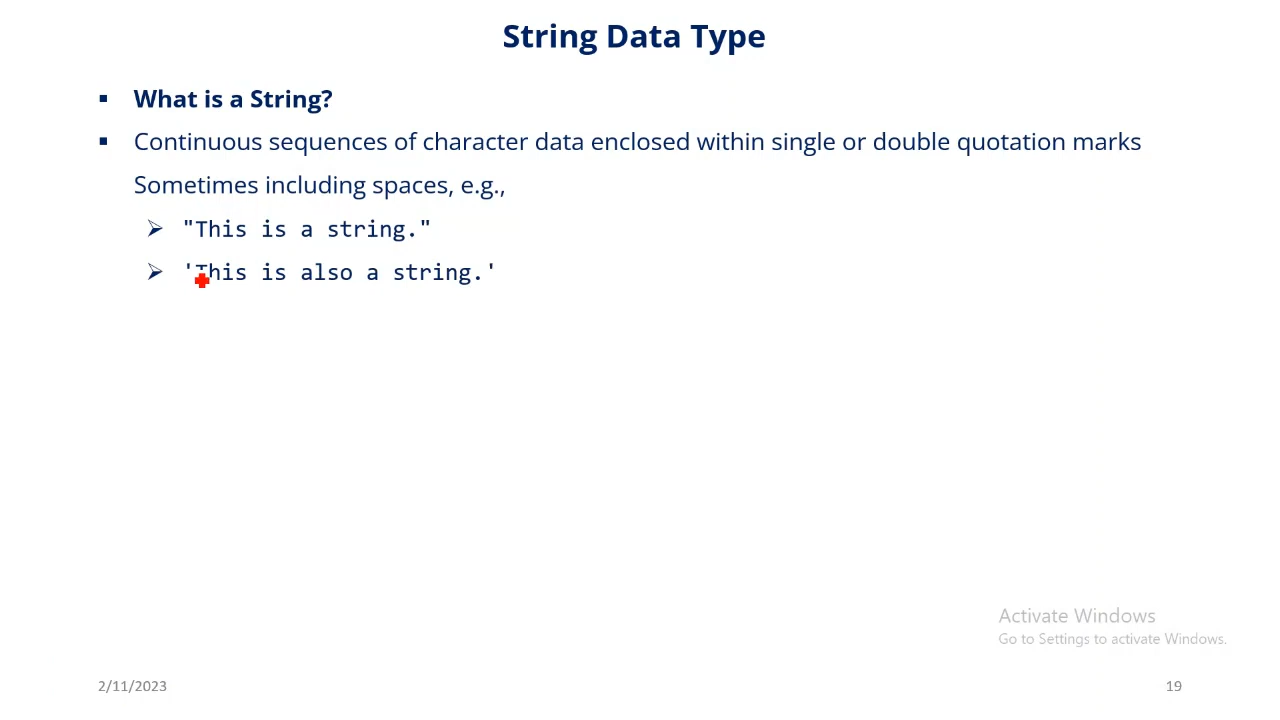 String Data Type
▪ What is a String?
▪ Continuous sequences of character data enclosed within single or double quotation marks
Sometimes including spaces, e.g.,
➢ "This is a string."
➢ 'This is also a string.'
Activate Windows
Go to Settings to activate Windows.
2/11/2023
19